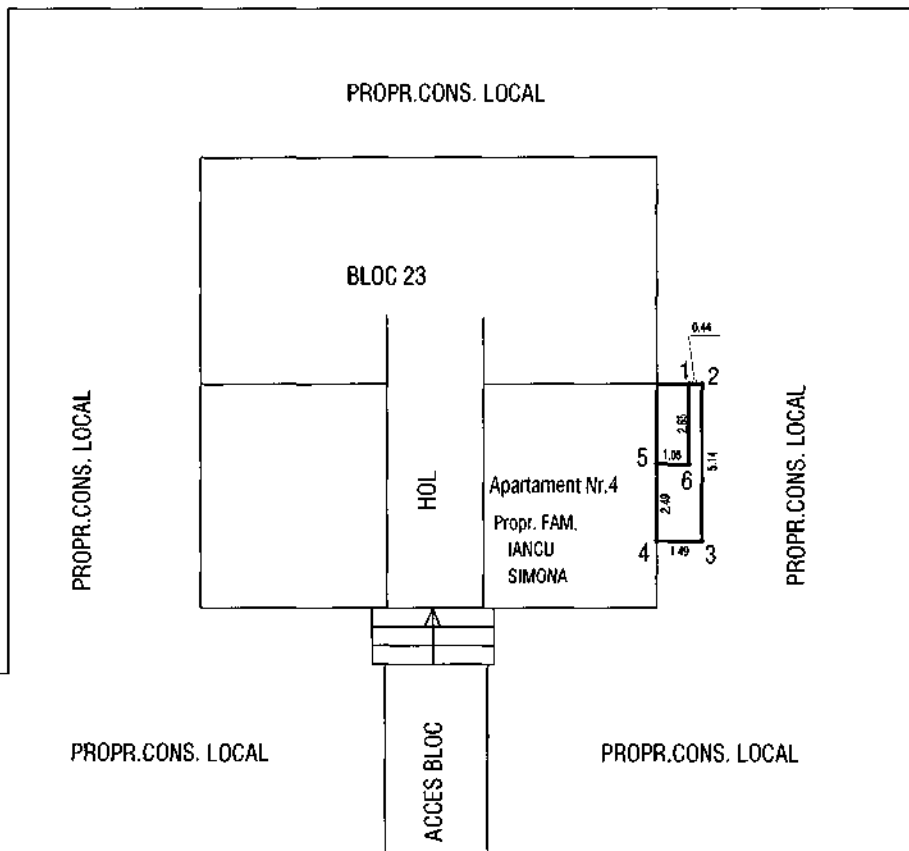 PROPR.CONS. LOCAL
BLOC 23
0.44
1
2
2.65
5.14
5
1.06
6
2.49
4
1.49
3
PROPR.CONS. LOCAL
HOL
Apartament Nr.4
Propr. FAM.
IANCU
SIMONA
PROPR.CONS. LOCAL
PROPR.CONS. LOCAL
ACCES BLOC
PROPR.CONS. LOCAL